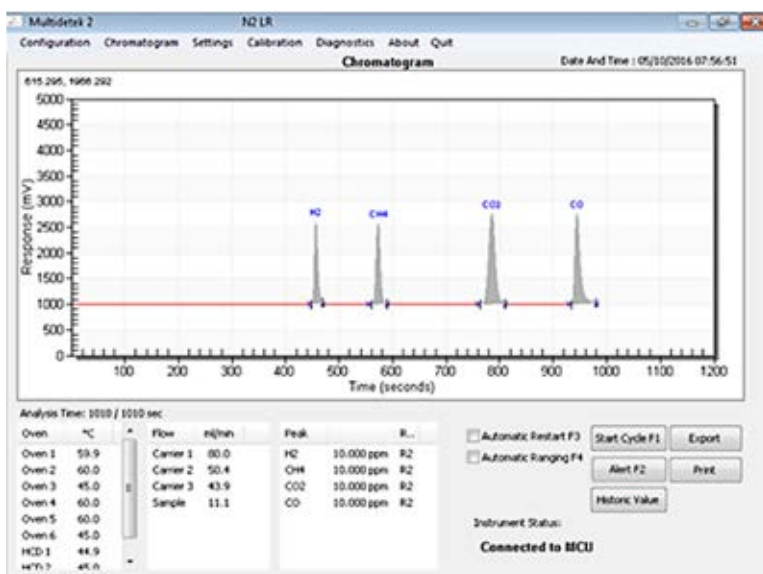 Multidetek 2 N2 LR
Configuration Chromatogram Settings Calibration Diagnostics About Quit
Chromatogram Date And Time : 05/10/2016 07:56:51
615.295, 1966.292
5000
4500
4000
3500
3000
2500
2000
1500
1000
500
0
Response (mV)
H2 CH4 CO2 CO
100 200 300 400 500 600 700 800 900 1000 1100 1200
Time (seconds)
Analysis Time: 1010 / 1010 sec
Oven °C Flow ml/min Peak R...
Oven 1 59.9 Carrier 1 80.0 H2 10.000 ppm R2
Oven 2 60.0 Carrier 2 50.4 CH4 10.000 ppm R2
Oven 3 45.0 Carrier 3 43.9 CO2 10.000 ppm R2
Oven 4 60.0 Sample 11.1 CO 10.000 ppm R2
Oven 5 60.0
Oven 6 45.0
HCD 1 44.9
HCD 2 45.0
Automatic Restart F3 Start Cycle F1 Export
Automatic Ranging F4 Alert F2 Print
Historic Value
Instrument Status:
Connected to MCU